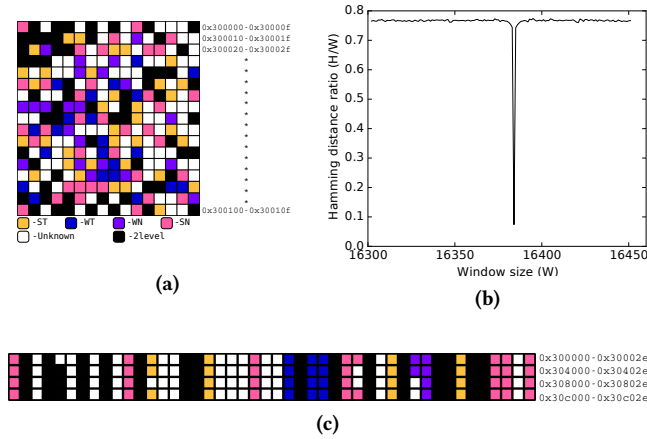 0x300000-0x30000f
0x300010-0x30001f
0x300020-0x30002f
*
*
*
*
*
*
*
*
*
*
*
*
*
0x300100-0x30010f
-ST -WT -WN -SN
-Unknown -2level
(a)
Hamming distance ratio (H/W)
0.8
0.7
0.6
0.5
0.4
0.3
0.2
0.1
0.0
16300 16350 16400 16450
Window size (W)
(b)
0x300000-0x30002e
0x304000-0x30402e
0x308000-0x30802e
0x30c000-0x30c02e
(c)